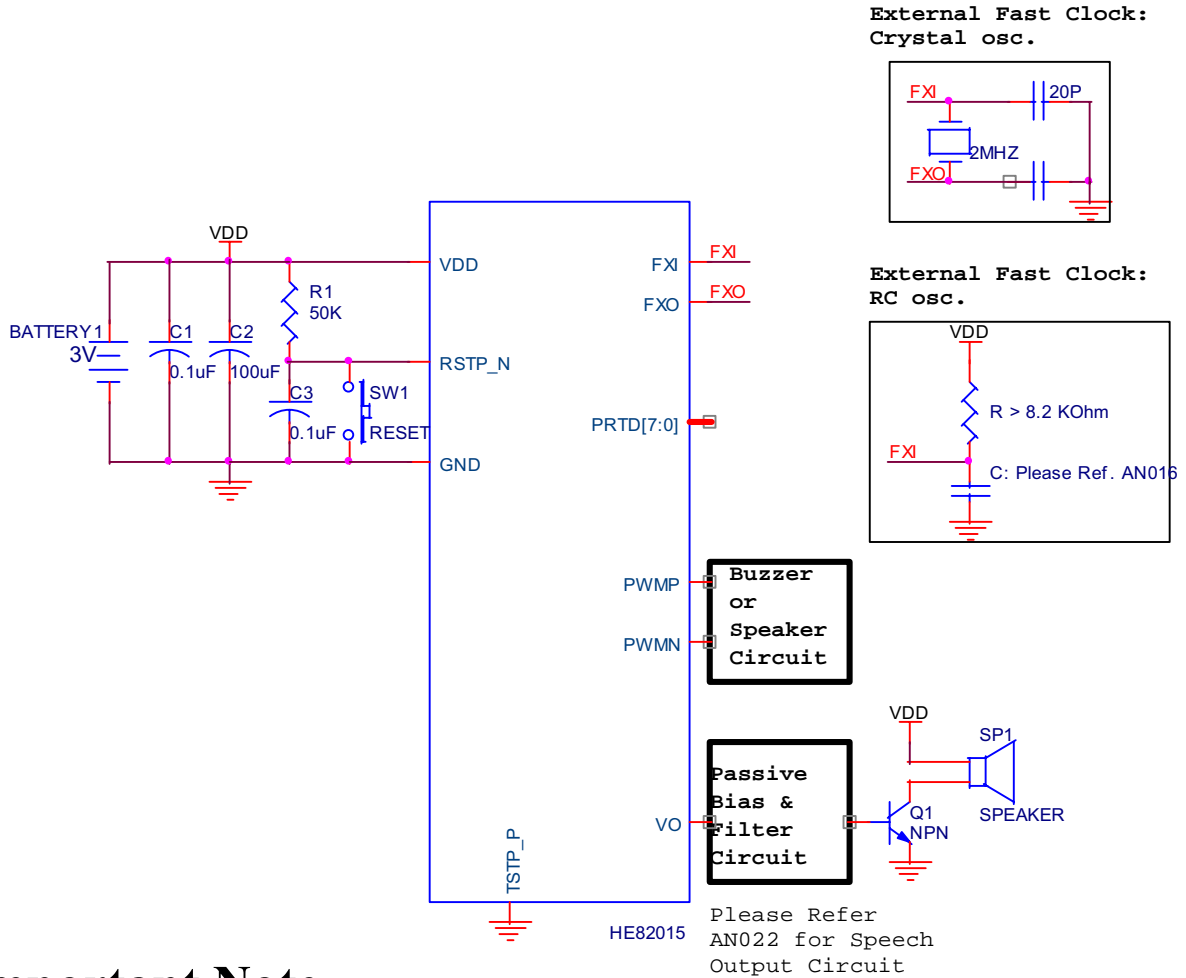 External Fast Clock:
Crystal osc.
FXI
20P
2MHZ
FXO
VDD
VDD
FXI
FXI
FXO
FXO
R1
50K
BATTERY1
3V
C1
0.1uF
C2
100uF
RSTP_N
C3
0.1uF
SW1
RESET
GND
PRTD[7:0]
External Fast Clock:
RC osc.
VDD
R > 8.2 KOhm
FXI
C: Please Ref. AN016
PWMP
PWMN
Buzzer
or
Speaker
Circuit
VDD
SP1
SPEAKER
Passive
Bias &
Filter
Circuit
VO
Q1
NPN
TSTP_P
HE82015
Please Refer
AN022 for Speech
Output Circuit